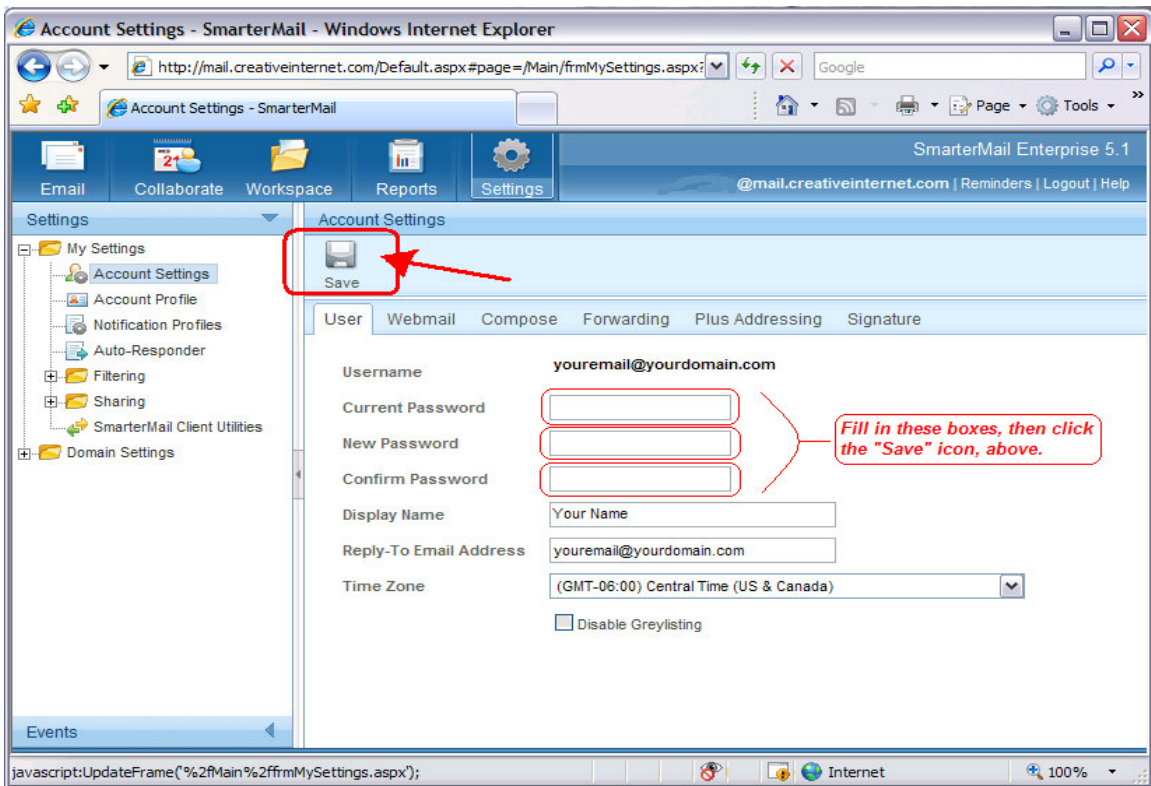 Account Settings - SmarterMail - Windows Internet Explorer
http://mail.creativeinternet.com/Default.aspx#page=/Main/frmMySettings.aspx?
Google
Account Settings - SmarterMail
Page
Tools
»
SmarterMail Enterprise 5.1
21
Email
Collaborate
Workspace
Reports
Settings
@mail.creativeinternet.com | Reminders | Logout | Help
Settings
Account Settings
My Settings
Account Settings
Account Profile
Notification Profiles
Auto-Responder
Filtering
Sharing
SmarterMail Client Utilities
Domain Settings
Save
User Webmail Compose Forwarding Plus Addressing Signature
Username youremail@yourdomain.com
Current Password
New Password
Confirm Password
Fill in these boxes, then click
the "Save" icon, above.
Display Name Your Name
Reply-To Email Address youremail@yourdomain.com
Time Zone (GMT-06:00) Central Time (US & Canada)
Disable Greylisting
Events
javascript:UpdateFrame('%2fMain%2ffrmMySettings.aspx');
Internet
100%